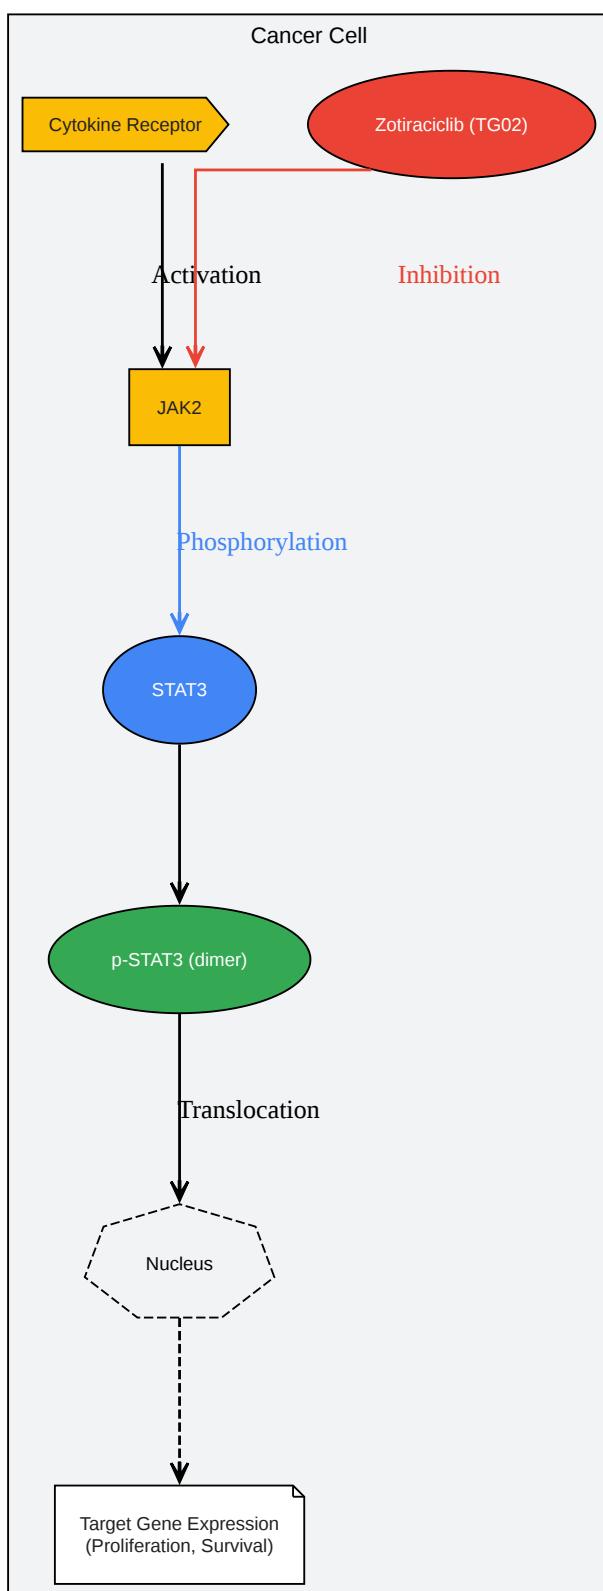 Cancer Cell
Cytokine Receptor
Zotiraciclib (TG02)
Activation
Inhibition
JAK2
Phosphorylation
STAT3
p-STAT3 (dimer)
Translocation
Nucleus
Target Gene Expression
(Proliferation, Survival)